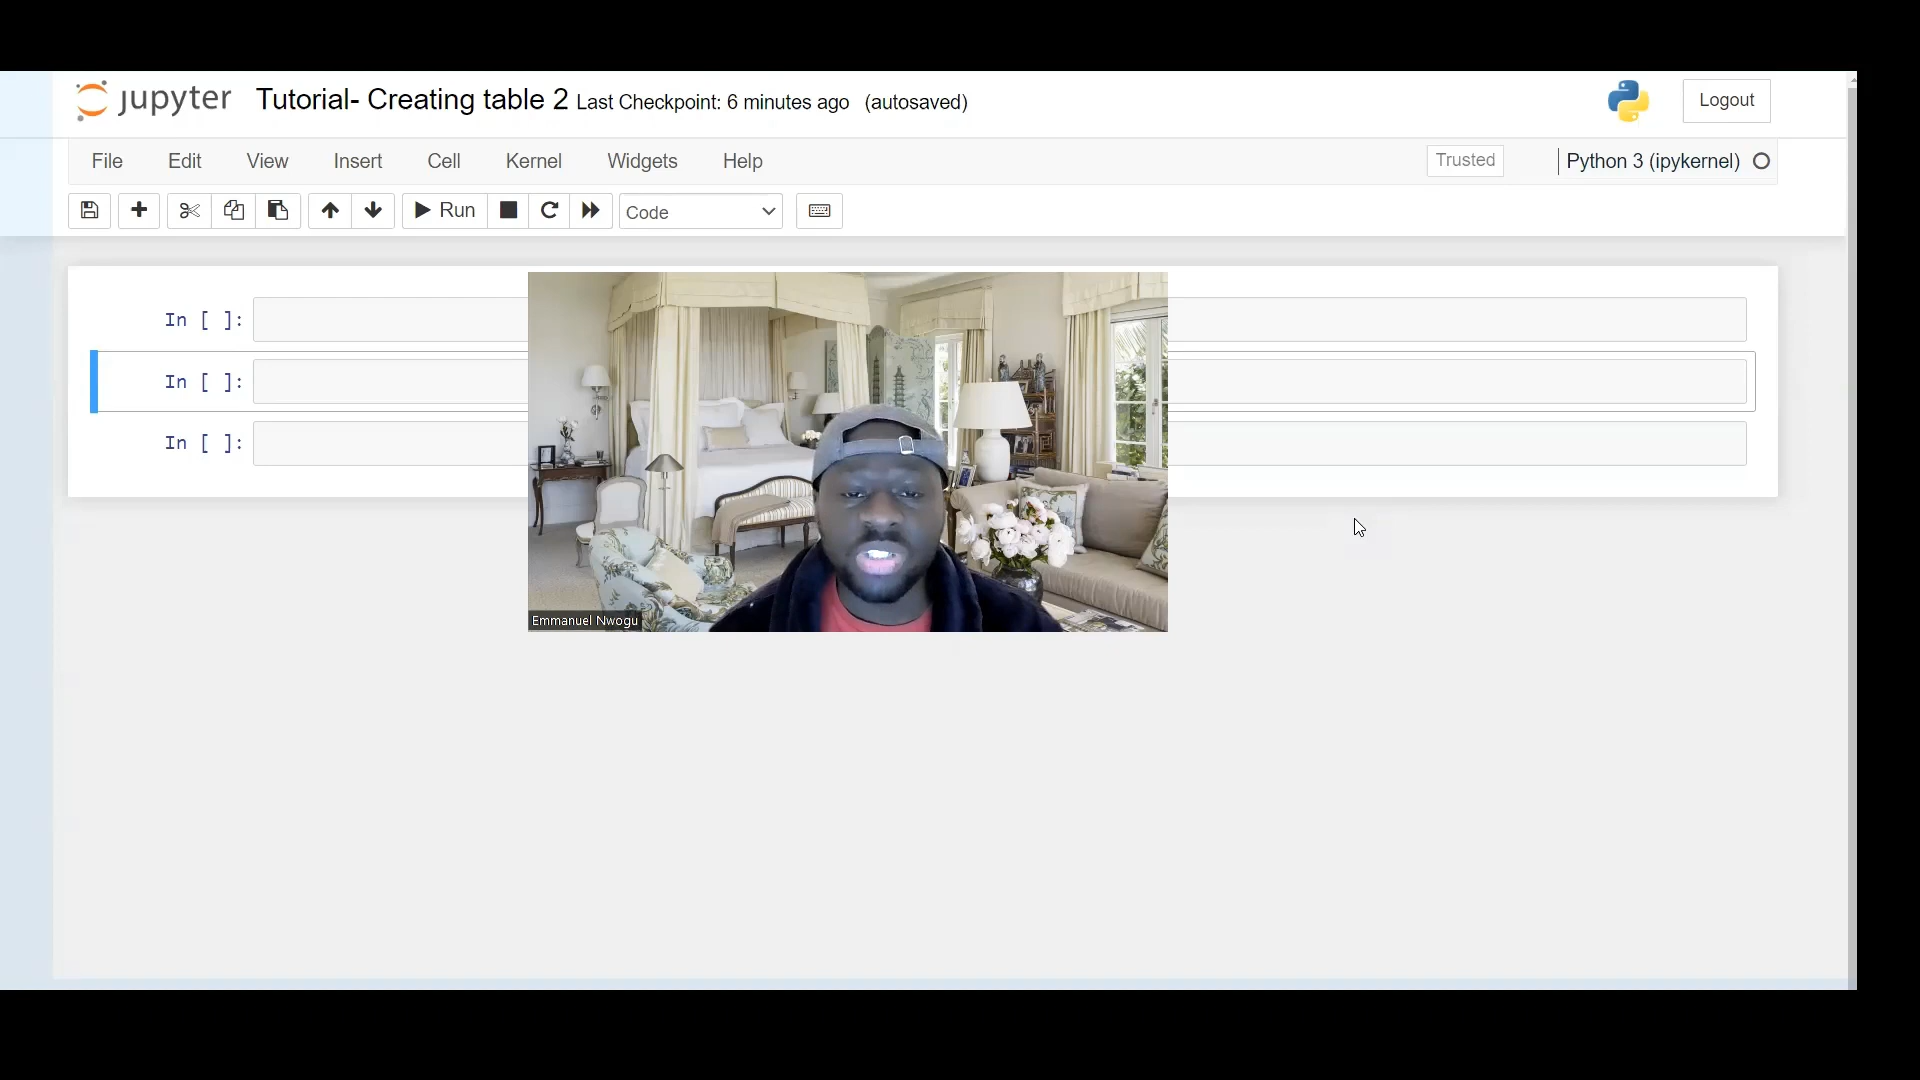 jupyter Tutorial- Creating table 2 Last Checkpoint: 6 minutes ago (autosaved)
Logout
File Edit View Insert Cell Kernel Widgets Help
Trusted
Python 3 (ipykernel)
Run
Code
In [ ]:
In [ ]:
In [ ]:
Emmanuel Nwogu